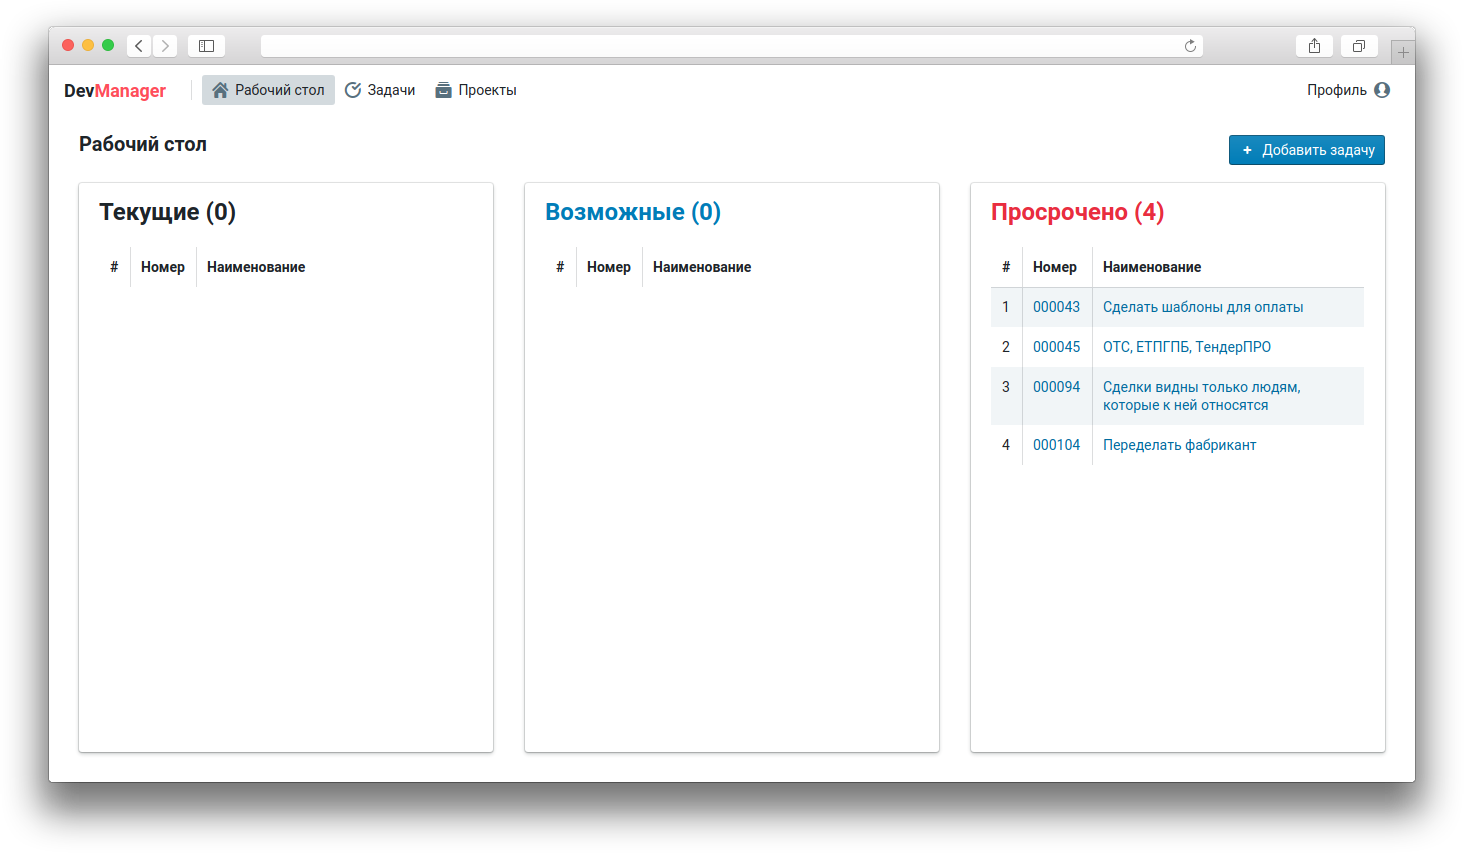 DevManager
Рабочий стол
Задачи
Проекты
Профиль
Рабочий стол
+ Добавить задачу
Текущие (0)
# Номер Наименование
Возможные (0)
# Номер Наименование
Просрочено (4)
# Номер Наименование
1 000043 Сделать шаблоны для оплаты
2 000045 ОТС, ЕТПГПБ, ТендерПРО
3 000094 Сделки видны только людям,
которые к ней относятся
4 000104 Переделать фабрикант